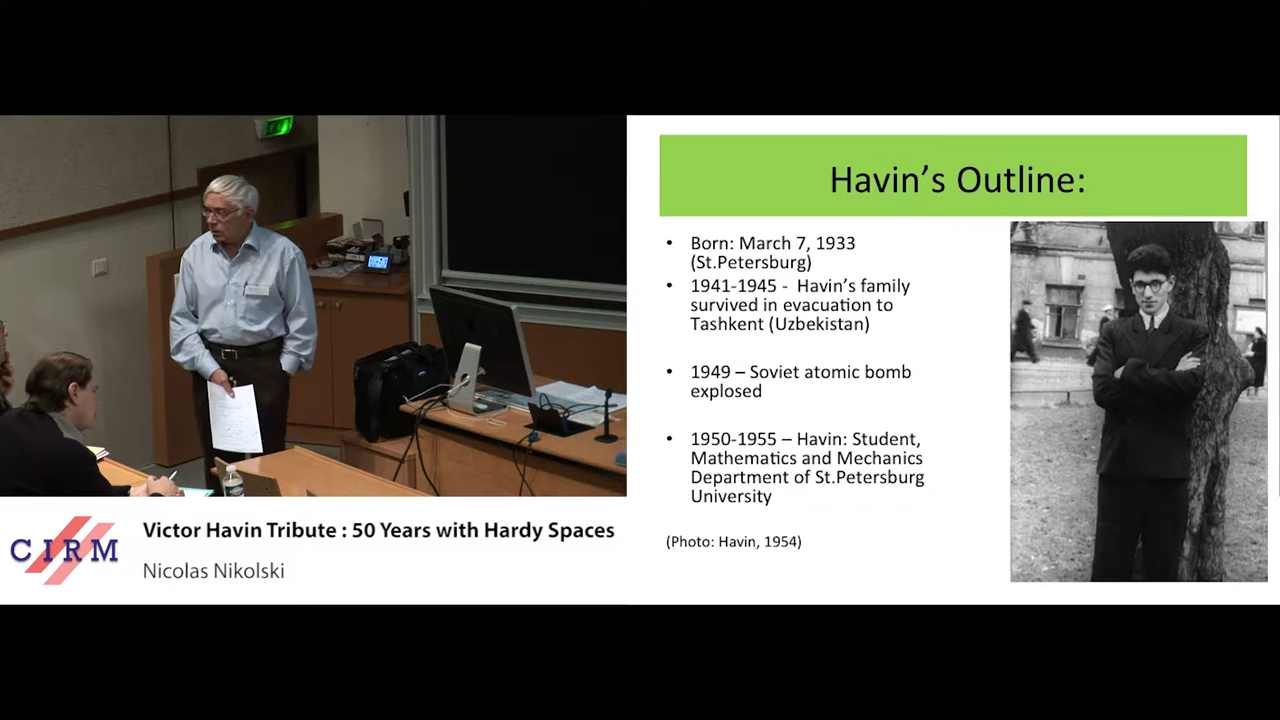 Havin's Outline:
• Born: March 7, 1933
(St.Petersburg)
• 1941-1945 - Havin's family
survived in evacuation to
Tashkent (Uzbekistan)
• 1949 – Soviet atomic bomb
explosed
• 1950-1955 – Havin: Student,
Mathematics and Mechanics
Department of St.Petersburg
University
(Photo: Havin, 1954)
CIRM
Victor Havin Tribute : 50 Years with Hardy Spaces
Nicolas Nikolski